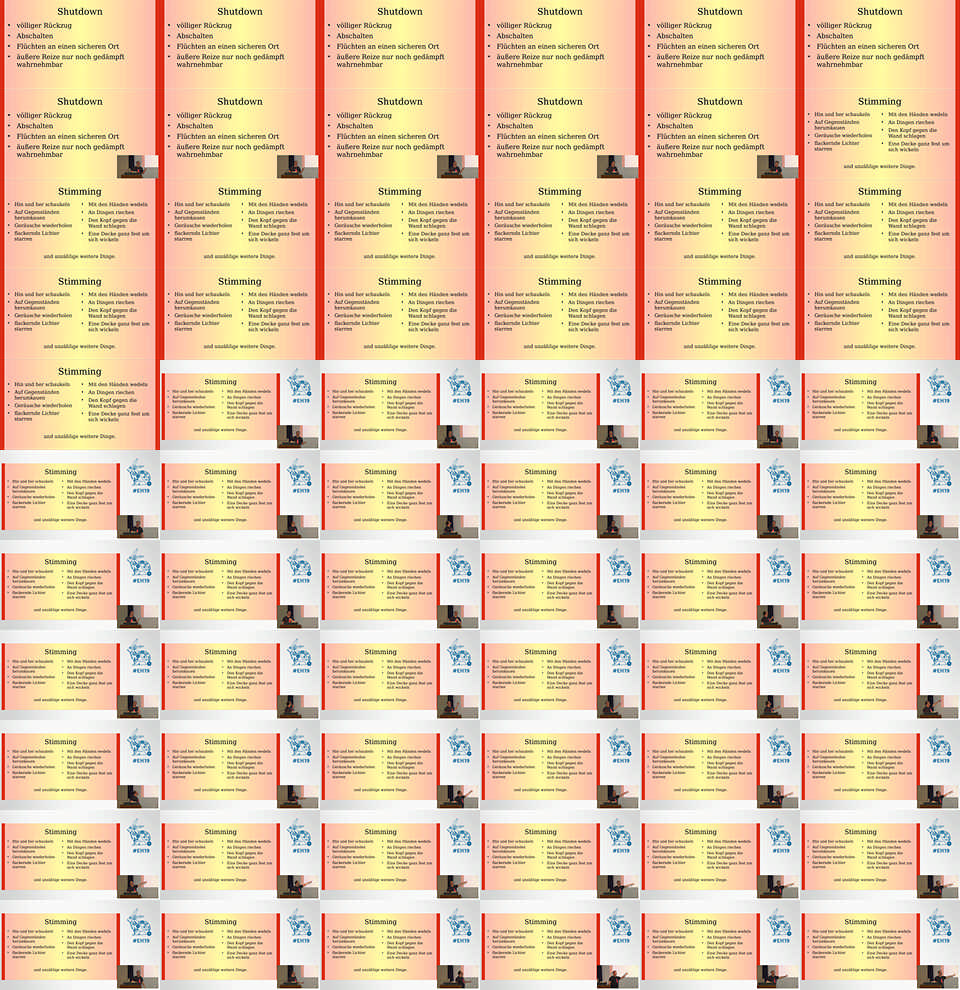 Shutdown
• völliger Rückzug
• Abschalten
• Flüchten an einen sicheren Ort
• äußere Reize nur noch gedämpft
wahrnehmbar
Stimming
• Hin und her schaukeln
• Auf Gegenständen
herumkauen
• Geräusche wiederholen
• flackernde Lichter
starren
• Mit den Händen wedeln
• An Dingen riechen
• Den Kopf gegen die
Wand schlagen
• Eine Decke ganz fest um
sich wickeln
und unzählige weitere Dinge.
#EH19